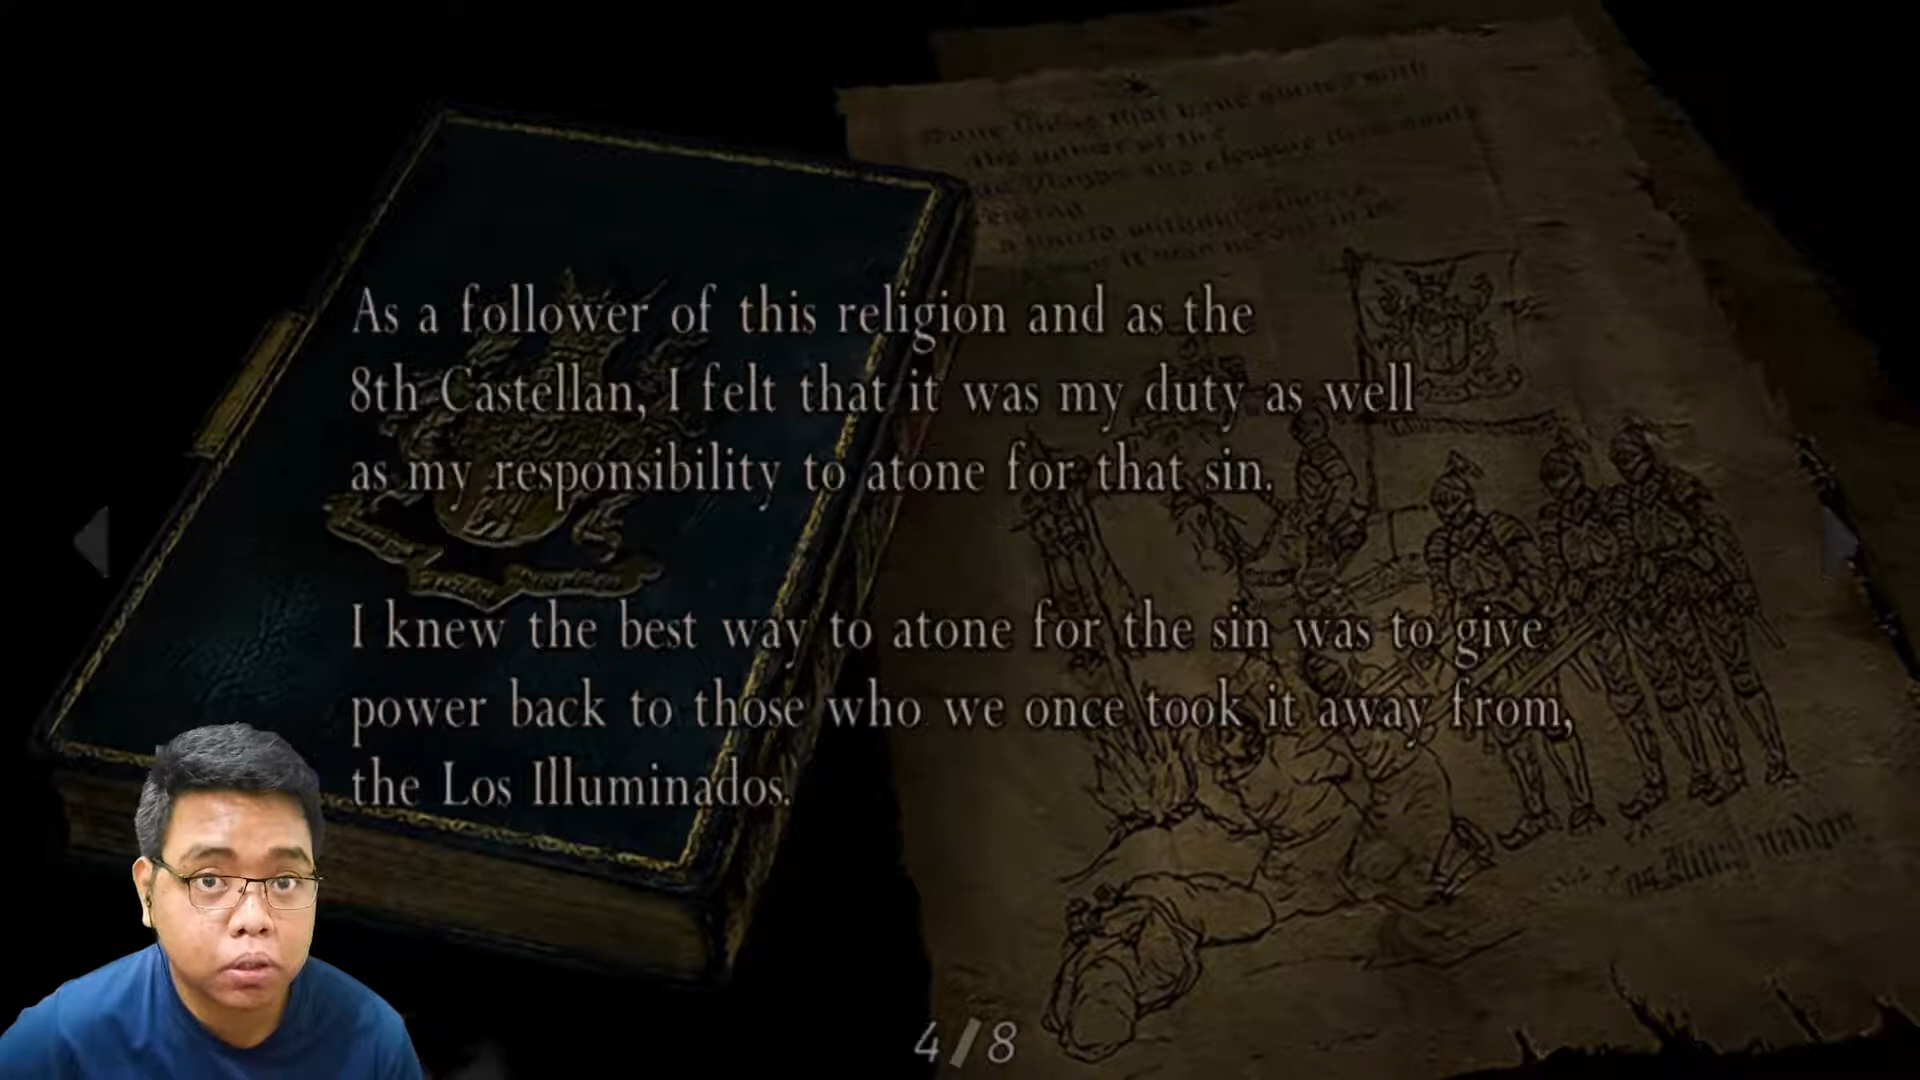 As a follower of this religion and as the
8th Castellan, I felt that it was my duty as well
as my responsibility to atone for that sin.
I knew the best way to atone for the sin was to give
power back to those who we once took it away from,
the Los Illuminados.
4/8